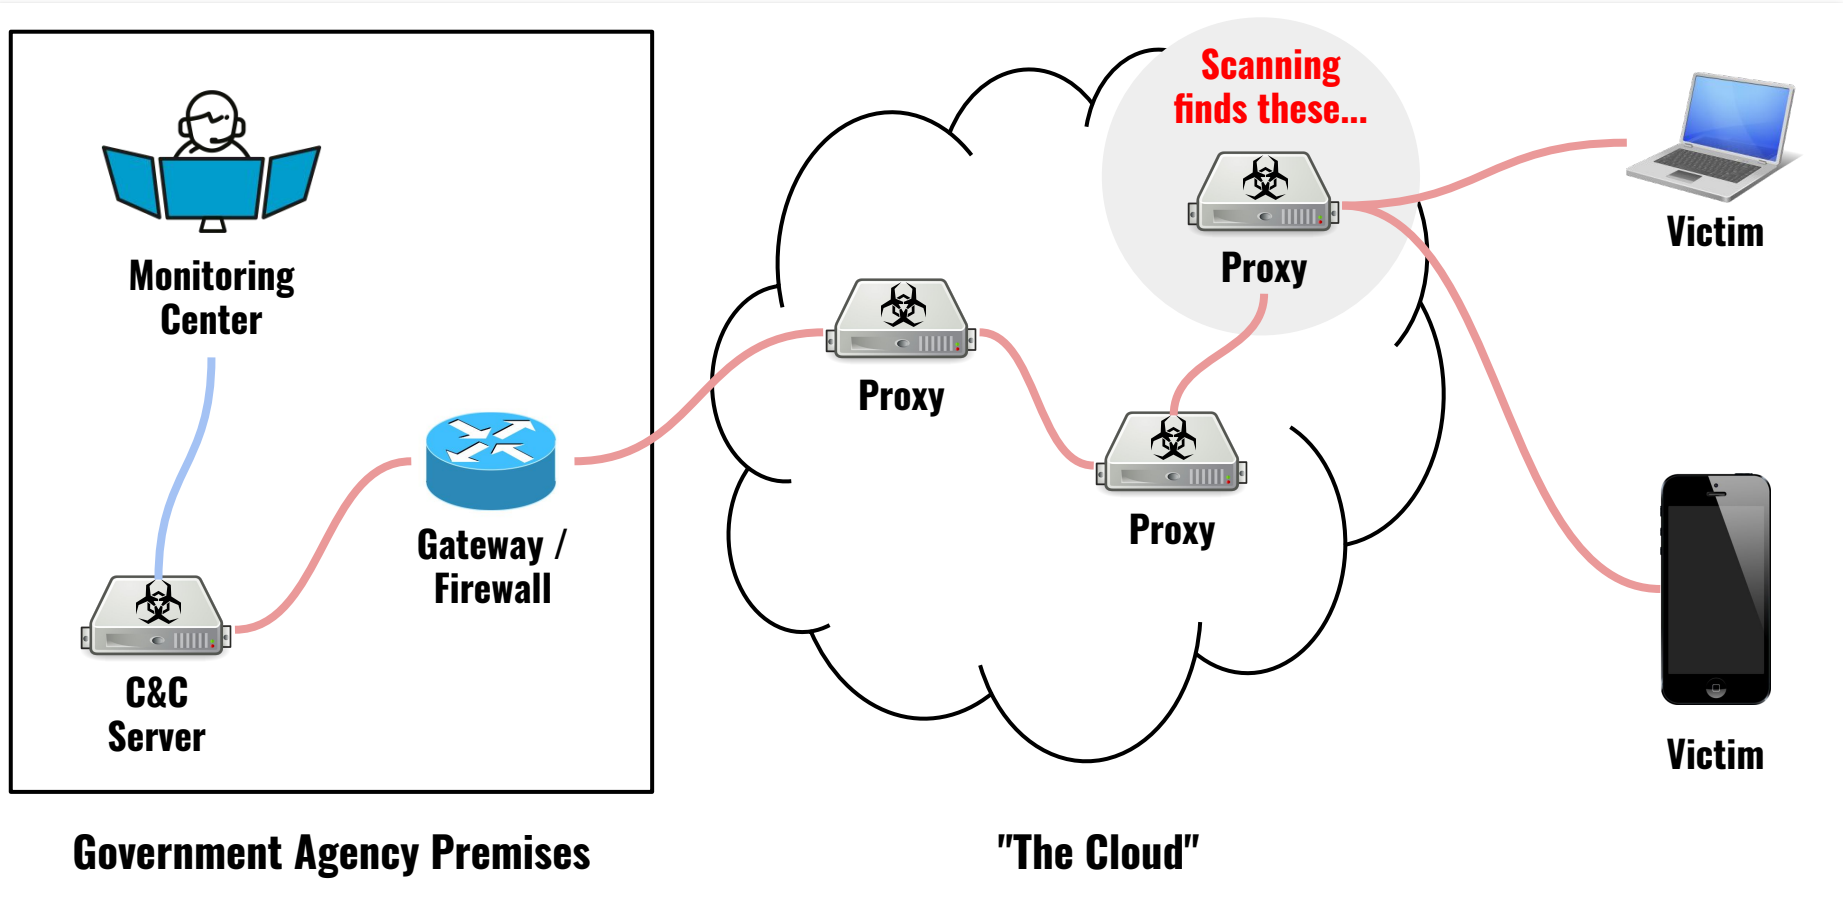 Scanning
finds these...
Monitoring
Center
Proxy
Proxy
Proxy
Gateway /
Firewall
C&C
Server
Victim
Victim
Government Agency Premises
"The Cloud"